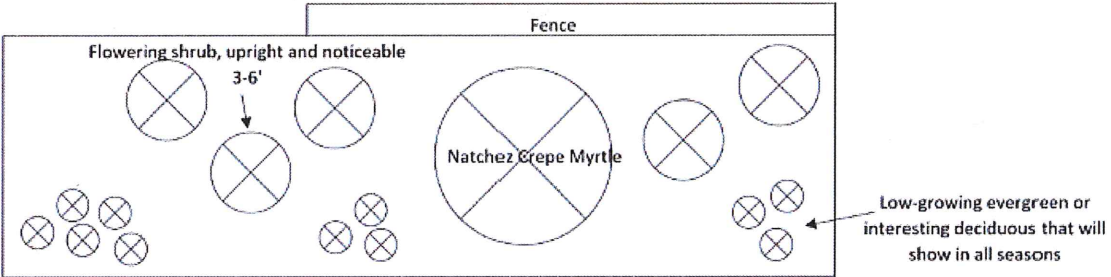 Fence
Flowering shrub, upright and noticeable
3-6'
Natchez Crepe Myrtle
Low-growing evergreen or
interesting deciduous that will
show in all seasons